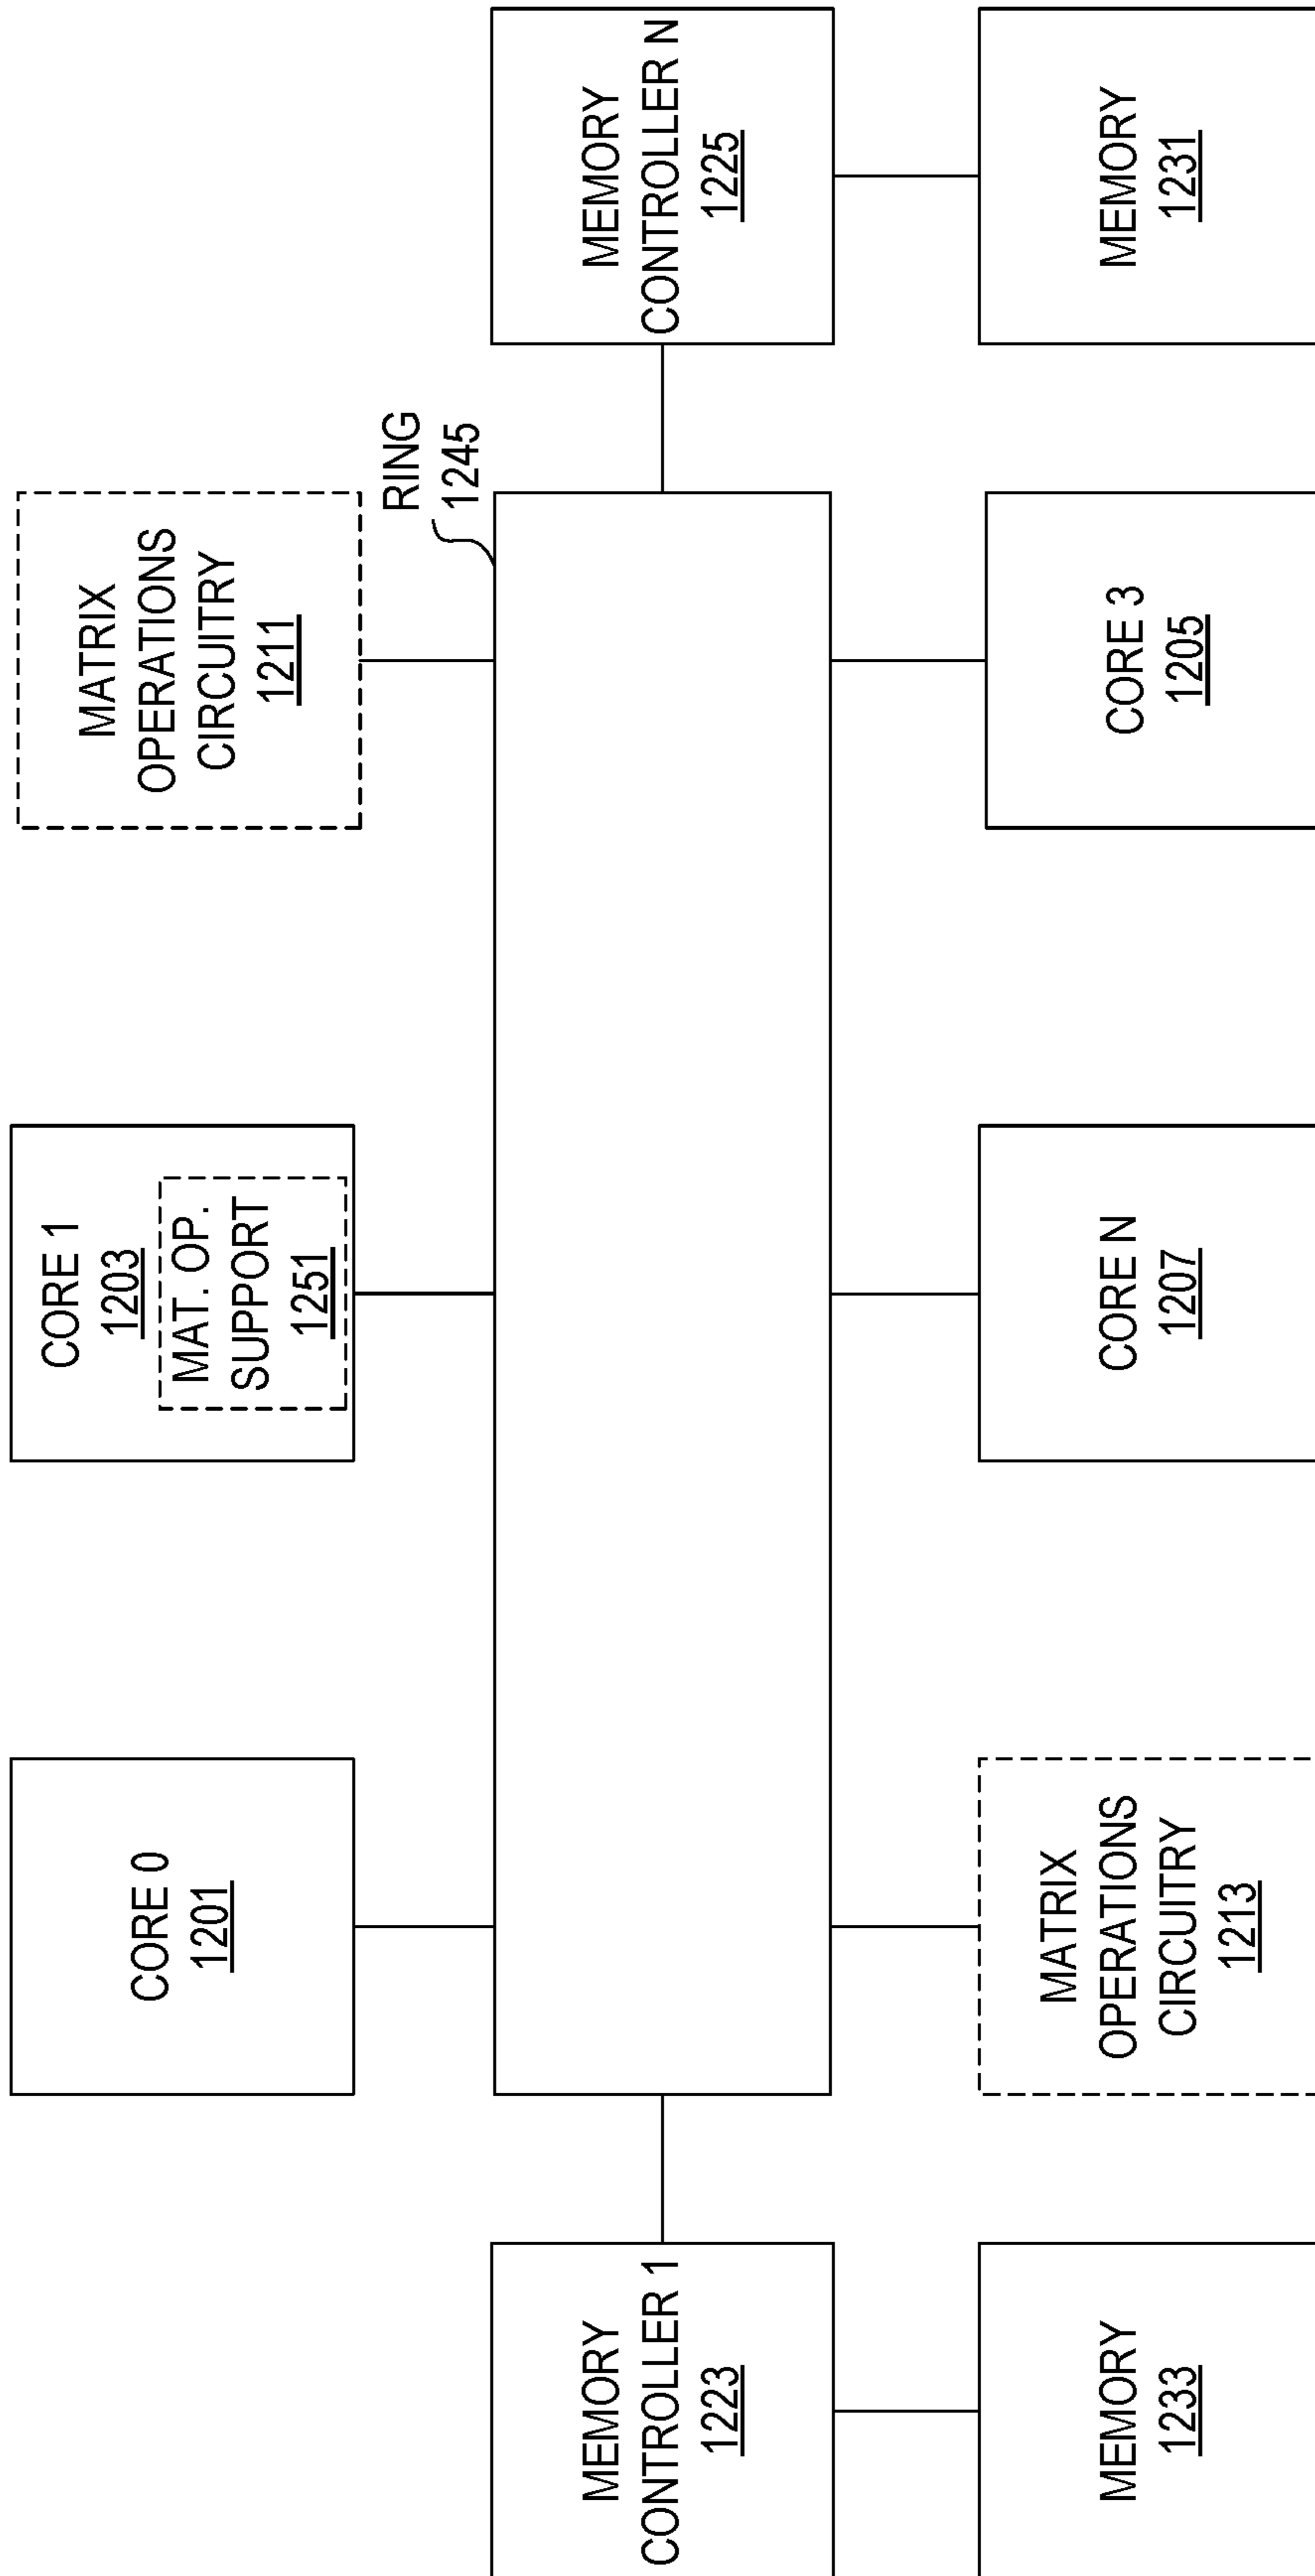 CORE 0
1201
CORE 1
1203
MAT. OP.
SUPPORT
1251
MATRIX
OPERATIONS
CIRCUITRY
1211
RING
1245
MEMORY
CONTROLLER 1
1223
MEMORY
CONTROLLER N
1225
MEMORY
1233
MATRIX
OPERATIONS
CIRCUITRY
1213
CORE N
1207
CORE 3
1205
MEMORY
1231